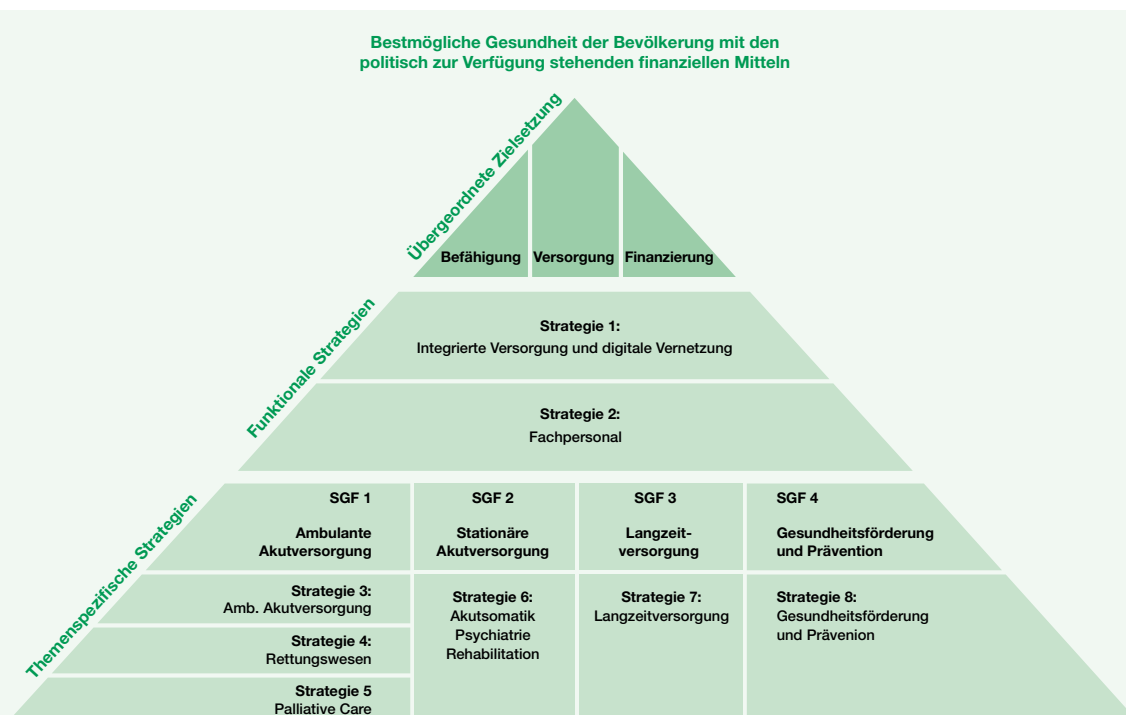 Bestmögliche Gesundheit der Bevölkerung mit den
politisch zur Verfügung stehenden finanziellen Mitteln
Übergeordnete Zielsetzung
Befähigung
Versorgung
Finanzierung
Funktionale Strategien
Strategie 1:
Integrierte Versorgung und digitale Vernetzung
Strategie 2:
Fachpersonal
Themenspezifische Strategien
SGF 1
Ambulante
Akutversorgung
SGF 2
Stationäre
Akutversorgung
SGF 3
Langzeit-
versorgung
SGF 4
Gesundheitsförderung
und Prävention
Strategie 3:
Amb. Akutversorgung
Strategie 4:
Rettungswesen
Strategie 5
Palliative Care
Strategie 6:
Akutsomatik
Psychiatrie
Rehabilitation
Strategie 7:
Langzeitversorgung
Strategie 8:
Gesundheitsförderung
und Prävenion